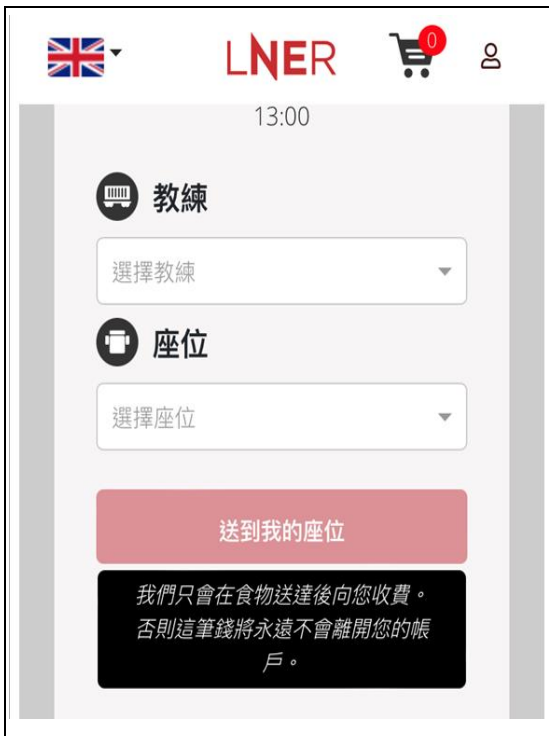 LNER
0
13:00
教練
選擇教練
座位
選擇座位
送到我的座位
我們只會在食物送達後向您收費。
否則這筆錢將永遠不會離開您的帳
戶。